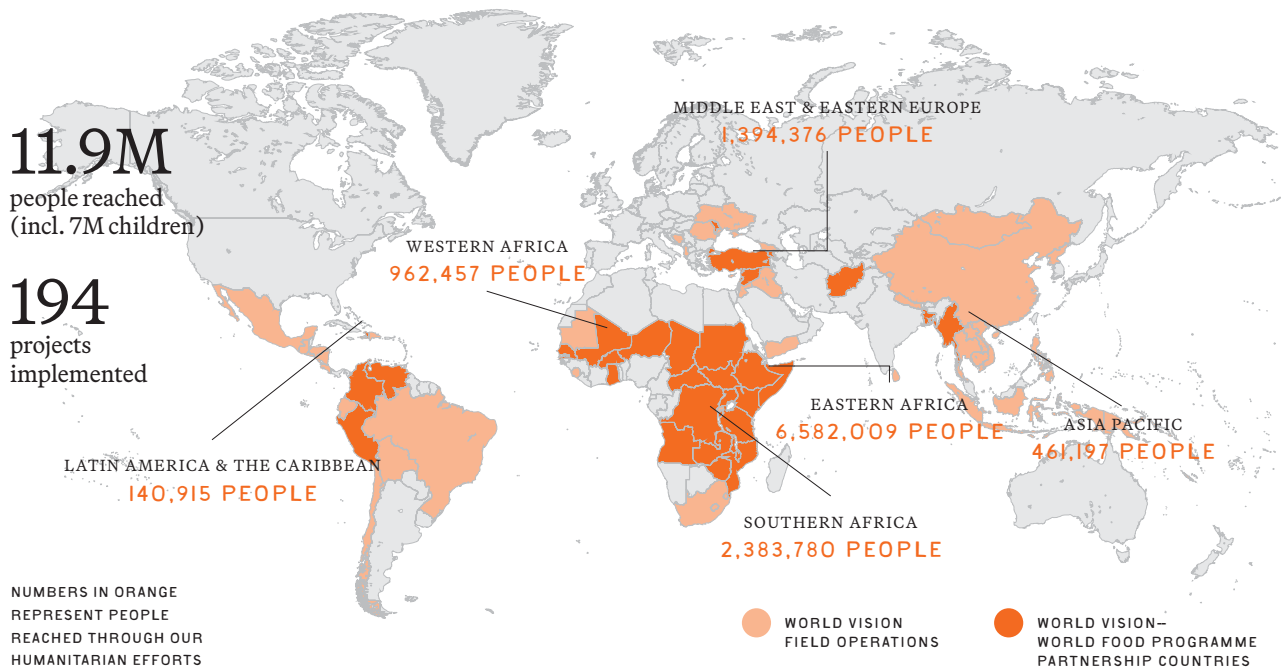 11.9M
people reached
(incl. 7M children)
194
projects
implemented
MIDDLE EAST & EASTERN EUROPE
1,394,376 PEOPLE
WESTERN AFRICA
962,457 PEOPLE
EASTERN AFRICA
6,582,009 PEOPLE
ASIA PACIFIC
461,197 PEOPLE
LATIN AMERICA & THE CARIBBEAN
140,915 PEOPLE
SOUTHERN AFRICA
2,383,780 PEOPLE
NUMBERS IN ORANGE
REPRESENT PEOPLE
REACHED THROUGH OUR
HUMANITARIAN EFFORTS
WORLD VISION
FIELD OPERATIONS
WORLD VISION–
WORLD FOOD PROGRAMME
PARTNERSHIP COUNTRIES